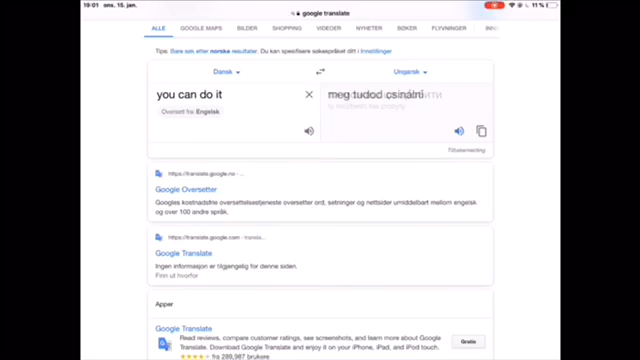 19:01 ons. 15. jan.
11 %
google translate
ALLE GOOGLE MAPS BILDER SHOPPING VIDEOER NYHETER BØKER FLYVNINGER
Tips: Bare søk etter norske resultater. Du kan spesifisere søkespråket ditt i Innstillinger
Dansk Ungarsk
you can do it
meg tudod csinálni
Oversett fra: Engelsk
Tilbakemelding
https://translate.google.no › ...
Google Oversetter
Googles kostnadsfrie oversettelsestjeneste oversetter ord, setninger og nettsider umiddelbart mellom engelsk
og over 100 andre språk.
https://translate.google.com › transla...
Google Translate
Ingen informasjon er tilgjengelig for denne siden.
Finn ut hvorfor
Apper
Google Translate
Read reviews, compare customer ratings, see screenshots, and learn more about Google
Translate. Download Google Translate and enjoy it on your iPhone, iPad, and iPod touch.
Gratis
fra 289,987 brukere